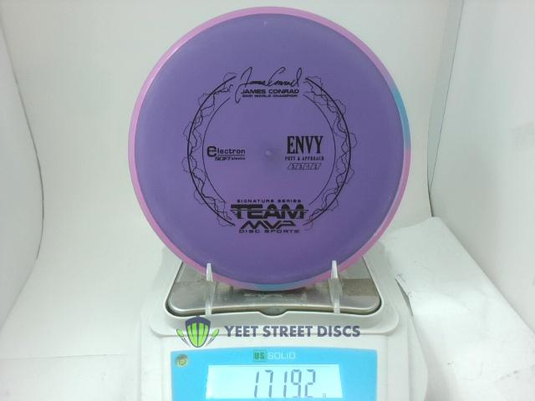 James Conrad
JAMES CONRAD
2021 WORLD CHAMPION
electron
SOFT
ENVY
PUTT & APPROACH
SIGNATURE SERIES
TEAM
MVP
DISC SPORTS
YEET STREET DISCS
U.S. SOLID
171.92